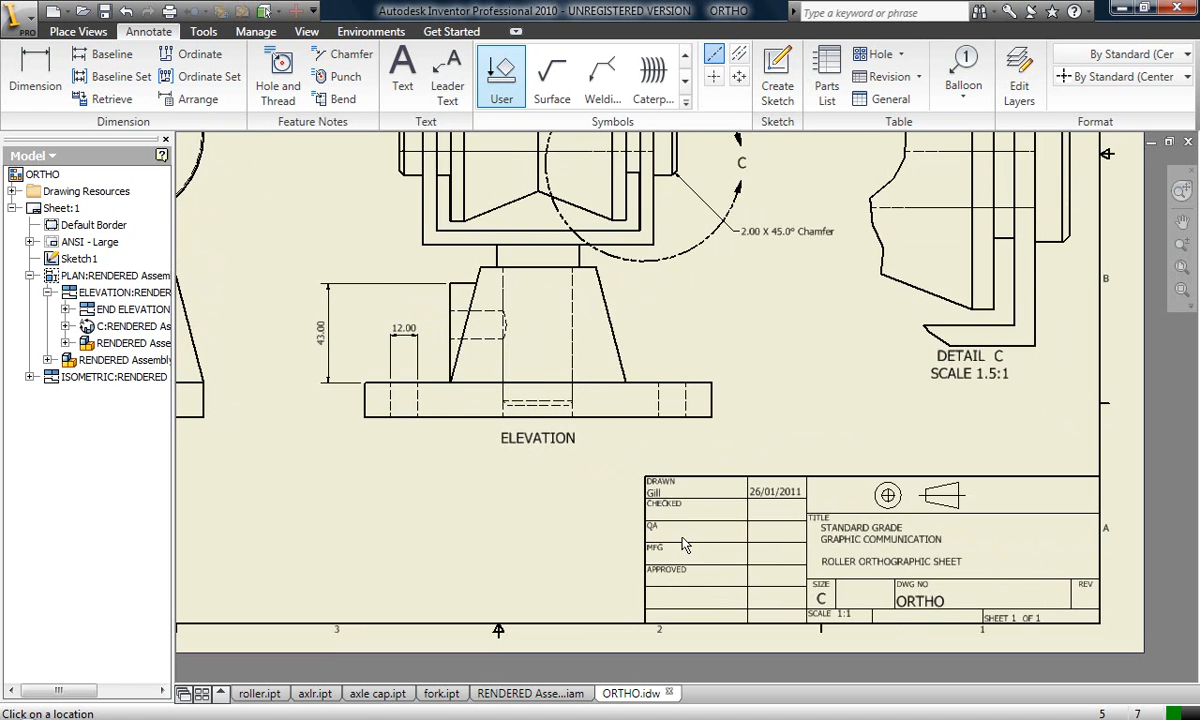 Autodesk Inventor Professional 2010 - UNREGISTERED VERSION ORTHO
Type a keyword or phrase
PRO
Place Views Annotate Tools Manage View Environments Get Started
Dimension
Baseline
Baseline Set
Retrieve
Ordinate
Ordinate Set
Arrange
Dimension
Hole and Thread
Chamfer
Punch
Bend
Feature Notes
Text
Leader Text
Text
User
Surface
Weldi...
Caterp...
Symbols
Create Sketch
Sketch
Parts List
Hole
Revision
General
Table
Balloon
1
Edit Layers
By Standard (Cer
By Standard (Center
Format
Model
ORTHO
Drawing Resources
Sheet:1
Default Border
ANSI - Large
Sketch1
PLAN:RENDERED Assem
ELEVATION:RENDER
END ELEVATION
C:RENDERED As
RENDERED Asse
RENDERED Assembly
ISOMETRIC:RENDERED
C
2.00 X 45.0° Chamfer
43.00
12.00
ELEVATION
DETAIL C
SCALE 1.5:1
B
A
DRAWN
Gill
26/01/2011
CHECKED
QA
MFG
APPROVED
TITLE
STANDARD GRADE
GRAPHIC COMMUNICATION
ROLLER ORTHOGRAPHIC SHEET
SIZE
C
DWG NO
ORTHO
REV
SCALE 1:1
SHEET 1 OF 1
3 2 1
roller.ipt axlr.ipt axle cap.ipt fork.ipt RENDERED Asse...iam ORTHO.idw
Click on a location
5 7